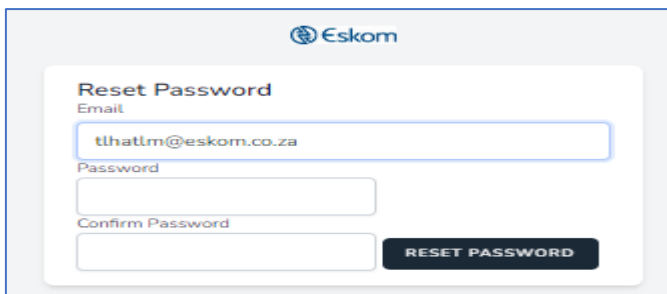 Eskom
Reset Password
Email
tlhatlm@eskom.co.za
Password
Confirm Password
RESET PASSWORD